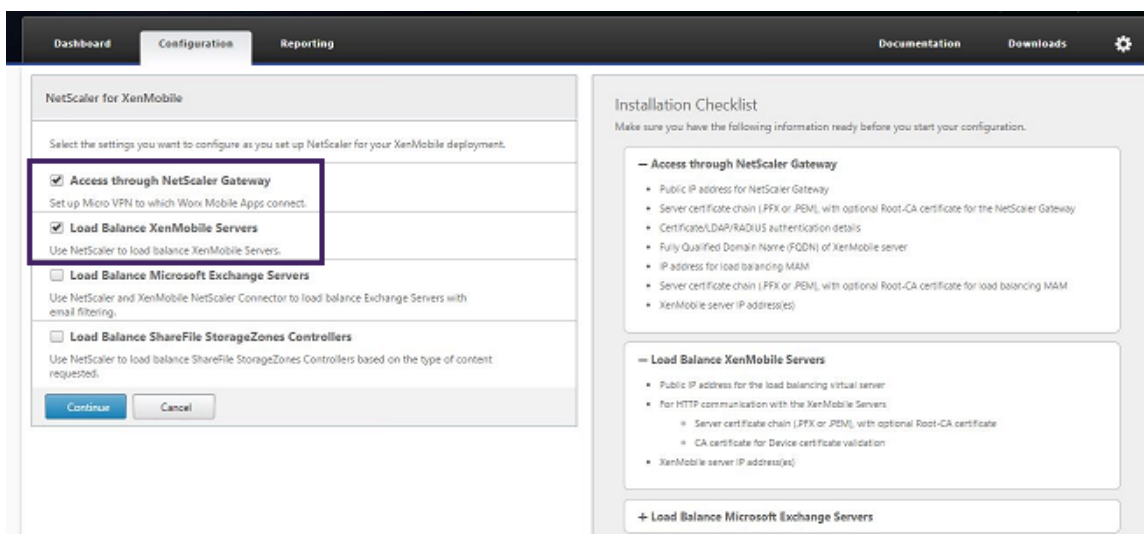 Dashboard Configuration Reporting Documentation Downloads
NetScaler for XenMobile
Select the settings you want to configure as you set up NetScaler for your XenMobile deployment.
Access through NetScaler Gateway
Set up Micro VPN to which Worx Mobile Apps connect.
Load Balance XenMobile Servers
Use NetScaler to load balance XenMobile Servers.
Load Balance Microsoft Exchange Servers
Use NetScaler and XenMobile NetScaler Connector to load balance Exchange Servers with
email filtering.
Load Balance ShareFile StorageZones Controllers
Use NetScaler to load balance ShareFile StorageZones Controllers based on the type of content
requested.
Continue Cancel
Installation Checklist
Make sure you have the following information ready before you start your configuration.
— Access through NetScaler Gateway
• Public IP address for NetScaler Gateway
• Server certificate chain (.PFX or .PEM), with optional Root-CA certificate for the NetScaler Gateway
• Certificate/LDAP/RADIUS authentication details
• Fully Qualified Domain Name (FQDN) of XenMobile server
• IP address for load balancing MAM
• Server certificate chain (.PFX or .PEM), with optional Root-CA certificate for load balancing MAM
• XenMobile server IP address(es)
— Load Balance XenMobile Servers
• Public IP address for the load balancing virtual server
• For HTTP communication with the XenMobile Servers
Server certificate chain (.PFX or .PEM), with optional Root-CA certificate
CA certificate for Device certificate validation
• XenMobile server IP address(es)
+ Load Balance Microsoft Exchange Servers